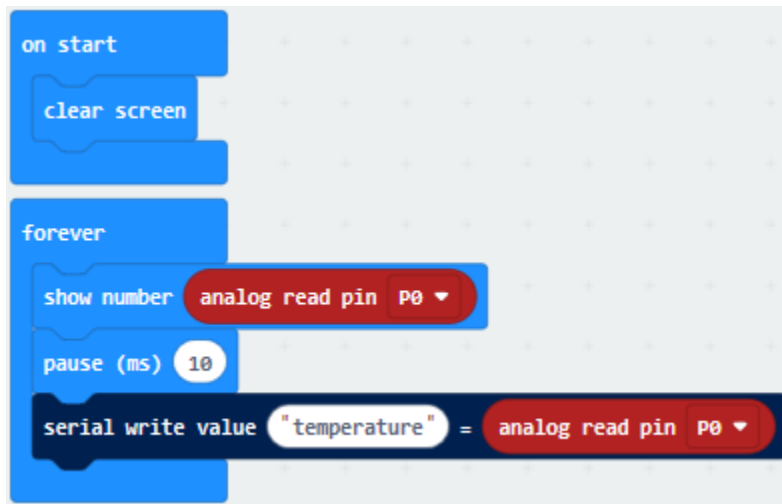 on start
clear screen
forever
show number analog read pin P0
pause (ms) 10
serial write value "temperature" = analog read pin P0